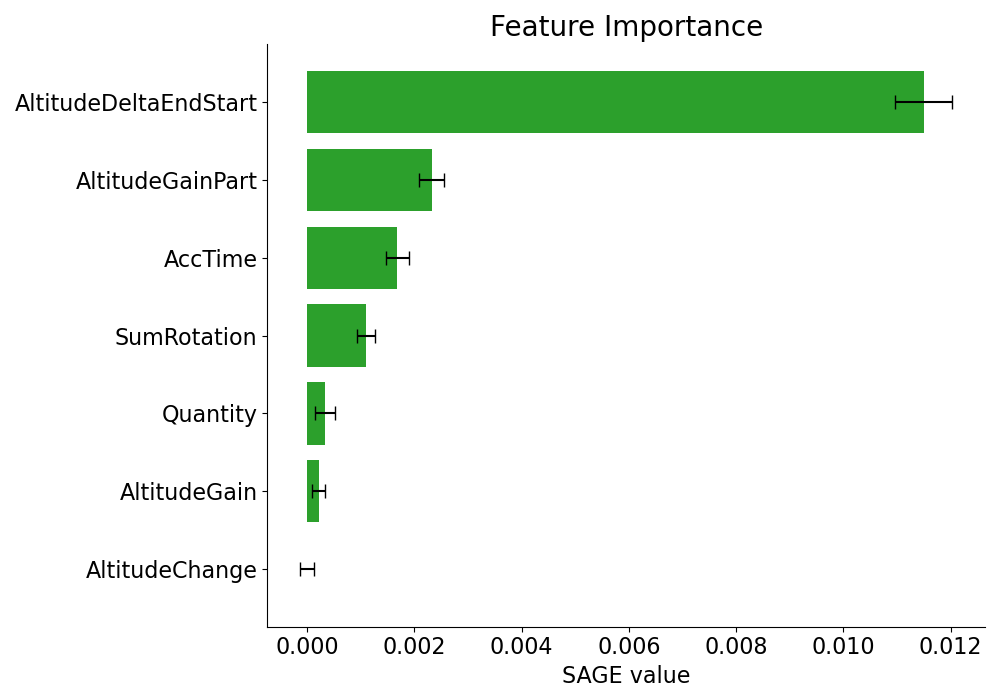 Feature Importance
AltitudeDeltaEndStart
AltitudeGainPart
AccTime
SumRotation
Quantity
AltitudeGain
AltitudeChange
0.000 0.002 0.004 0.006 0.008 0.010 0.012
SAGE value